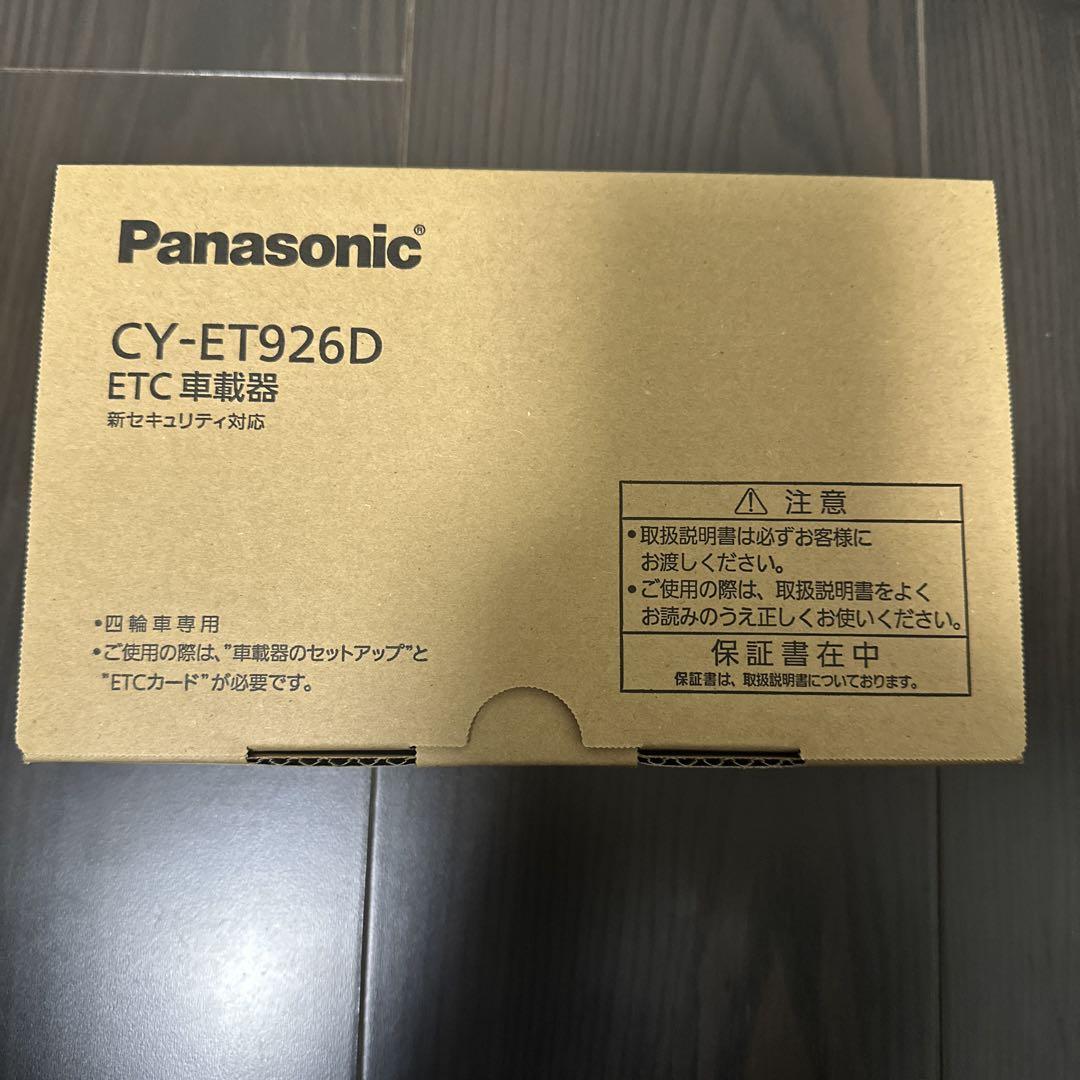 Panasonic®
CY-ET926D
ETC車載器
新セキュリティ対応
•四輪車専用
•ご使用の際は、"車載器のセットアップ"と
"ETCカード"が必要です。
⚠ 注意
•取扱説明書は必ずお客様に
お渡しください。
•ご使用の際は、取扱説明書をよく
お読みのうえ正しくお使いください。
保証書在中
保証書は、取扱説明書についております。